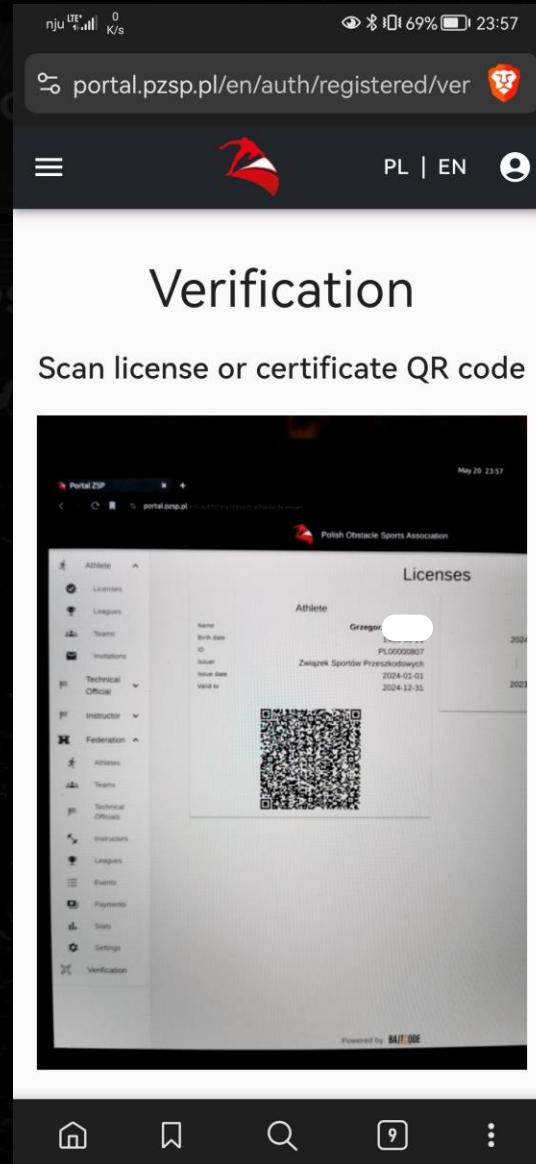 nju LTE+ 0 K/s 69% 23:57
portal.pzsp.pl/en/auth/registered/ver
PL | EN
Verification
Scan license or certificate QR code
May 20 23:57
Portal ZSP
portal.pzsp.pl
Polish Obstacle Sports Association
Licenses
Athlete
Licenses
Leagues
Teams
Invitations
Technical
Official
Instructor
Federation
Athletes
Teams
Technical
Officials
Instructors
Leagues
Events
Payments
Stats
Settings
Verification
Athlete
Name Grzegor
Birth date
ID PL00000807
Issuer Związek Sportów Przeszkodowych
Issue date 2024-01-01
Valid to 2024-12-31
2024
2023
Powered by BAJTCODE
9